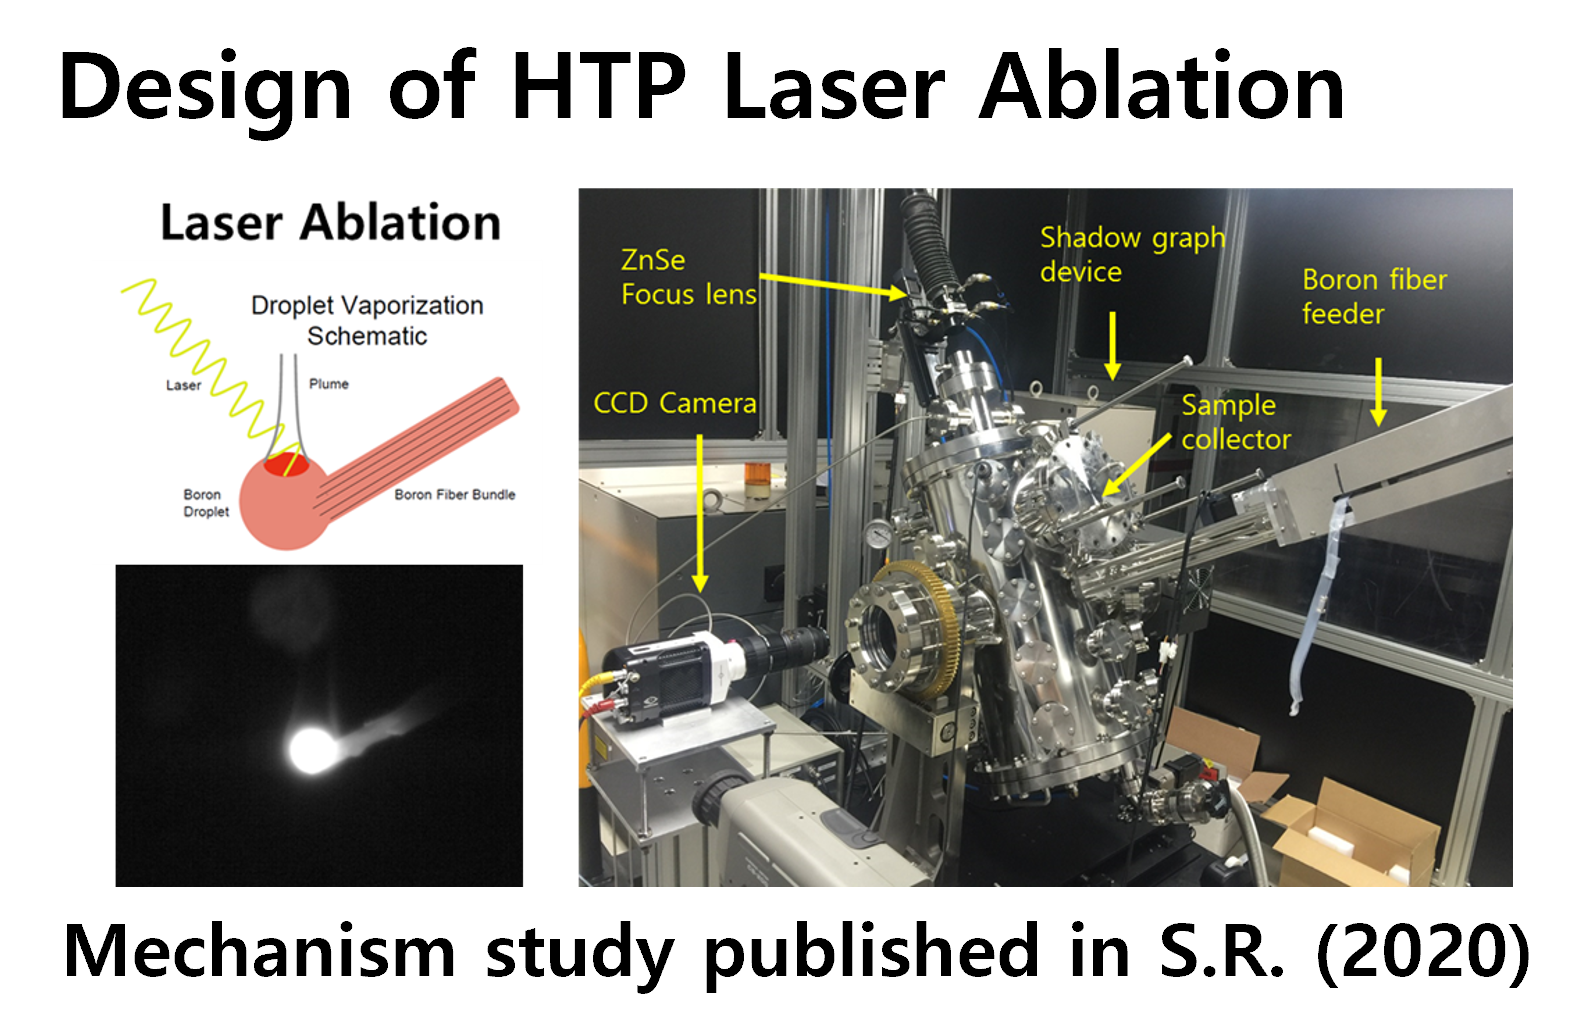 Design of HTP Laser Ablation
Laser Ablation
Droplet Vaporization
Schematic
Laser
Plume
Boron
Droplet
Boron Fiber Bundle
ZnSe
Focus lens
Shadow graph
device
Boron fiber
feeder
CCD Camera
Sample
collector
Mechanism study published in S.R. (2020)